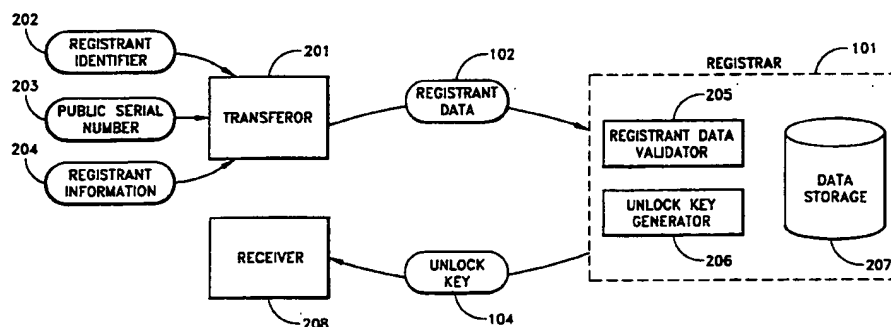 202
REGISTRANT
IDENTIFIER
203
PUBLIC SERIAL
NUMBER
204
REGISTRANT
INFORMATION
201
TRANSFEROR
102
REGISTRANT
DATA
REGISTRAR
101
205
REGISTRANT DATA
VALIDATOR
UNLOCK KEY
GENERATOR
206
DATA
STORAGE
207
RECEIVER
208
UNLOCK
KEY
104